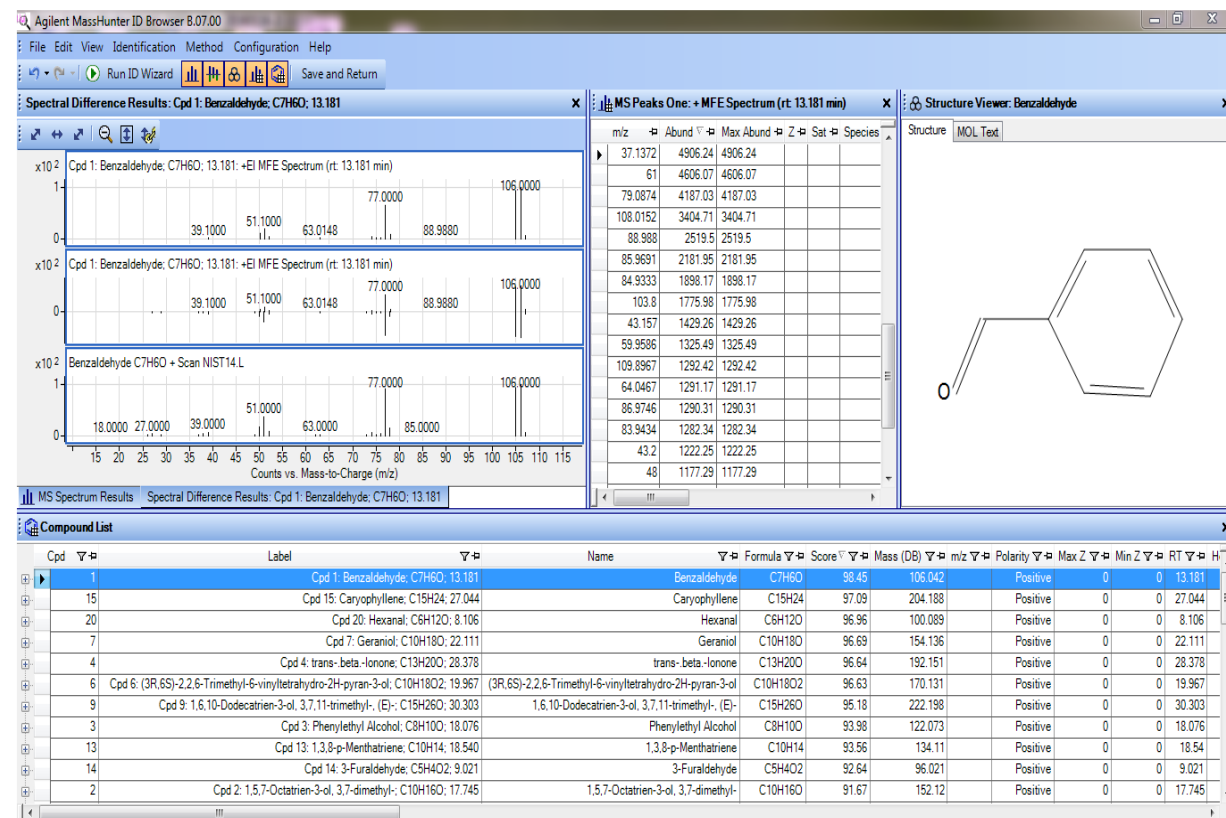 Agilent MassHunter ID Browser B.07.00
File Edit View Identification Method Configuration Help
Run ID Wizard Save and Return
Spectral Difference Results: Cpd 1: Benzaldehyde; C7H6O; 13.181
x10 2 Cpd 1: Benzaldehyde; C7H6O; 13.181: +EI MFE Spectrum (rt: 13.181 min)
106.0000
1
77.0000
51.1000
39.1000 63.0148 88.9880
0
x10 2 Cpd 1: Benzaldehyde; C7H6O; 13.181: +EI MFE Spectrum (rt: 13.181 min)
106.0000
77.0000
39.1000 51.1000 63.0148 88.9880
0
x10 2 Benzaldehyde C7H6O + Scan NIST14.L
1 77.0000 106.0000
51.0000
18.0000 27.0000 39.0000 63.0000 85.0000
0
15 20 25 30 35 40 45 50 55 60 65 70 75 80 85 90 95 100 105 110 115
Counts vs. Mass-to-Charge (m/z)
MS Spectrum Results Spectral Difference Results: Cpd 1: Benzaldehyde; C7H6O; 13.181
MS Peaks One: + MFE Spectrum (rt: 13.181 min)
m/z Abund Max Abund Z Sat Species
37.1372 4906.24 4906.24
61 4606.07 4606.07
79.0874 4187.03 4187.03
108.0152 3404.71 3404.71
88.988 2519.5 2519.5
85.9691 2181.95 2181.95
84.9333 1898.17 1898.17
103.8 1775.98 1775.98
43.157 1429.26 1429.26
59.9586 1325.49 1325.49
109.8967 1292.42 1292.42
64.0467 1291.17 1291.17
86.9746 1290.31 1290.31
83.9434 1282.34 1282.34
43.2 1222.25 1222.25
48 1177.29 1177.29
Structure Viewer: Benzaldehyde
Structure MOL Text
O
Compound List
Cpd Label Name Formula Score Mass (DB) m/z Polarity Max Z Min Z RT
1 Cpd 1: Benzaldehyde; C7H6O; 13.181 Benzaldehyde C7H6O 98.45 106.042 Positive 0 0 13.181
15 Cpd 15: Caryophyllene; C15H24; 27.044 Caryophyllene C15H24 97.09 204.188 Positive 0 0 27.044
20 Cpd 20: Hexanal; C6H12O; 8.106 Hexanal C6H12O 96.96 100.089 Positive 0 0 8.106
7 Cpd 7: Geraniol; C10H18O; 22.111 Geraniol C10H18O 96.69 154.136 Positive 0 0 22.111
4 Cpd 4: trans-.beta.-Ionone; C13H20O; 28.378 trans-.beta.-Ionone C13H20O 96.64 192.151 Positive 0 0 28.378
6 Cpd 6: (3R,6S)-2,2,6-Trimethyl-6-vinyltetrahydro-2H-pyran-3-ol; C10H18O2; 19.967 (3R,6S)-2,2,6-Trimethyl-6-vinyltetrahydro-2H-pyran-3-ol C10H18O2 96.63 170.131 Positive 0 0 19.967
9 Cpd 9: 1,6,10-Dodecatrien-3-ol, 3,7,11-trimethyl-, (E)-; C15H26O; 30.303 1,6,10-Dodecatrien-3-ol, 3,7,11-trimethyl-, (E)- C15H26O 95.18 222.198 Positive 0 0 30.303
3 Cpd 3: Phenylethyl Alcohol; C8H10O; 18.076 Phenylethyl Alcohol C8H10O 93.98 122.073 Positive 0 0 18.076
13 Cpd 13: 1,3,8-p-Menthatriene; C10H14; 18.540 1,3,8-p-Menthatriene C10H14 93.56 134.11 Positive 0 0 18.54
14 Cpd 14: 3-Furaldehyde; C5H4O2; 9.021 3-Furaldehyde C5H4O2 92.64 96.021 Positive 0 0 9.021
2 Cpd 2: 1,5,7-Octatrien-3-ol, 3,7-dimethyl-; C10H16O; 17.745 1,5,7-Octatrien-3-ol, 3,7-dimethyl- C10H16O 91.67 152.12 Positive 0 0 17.745